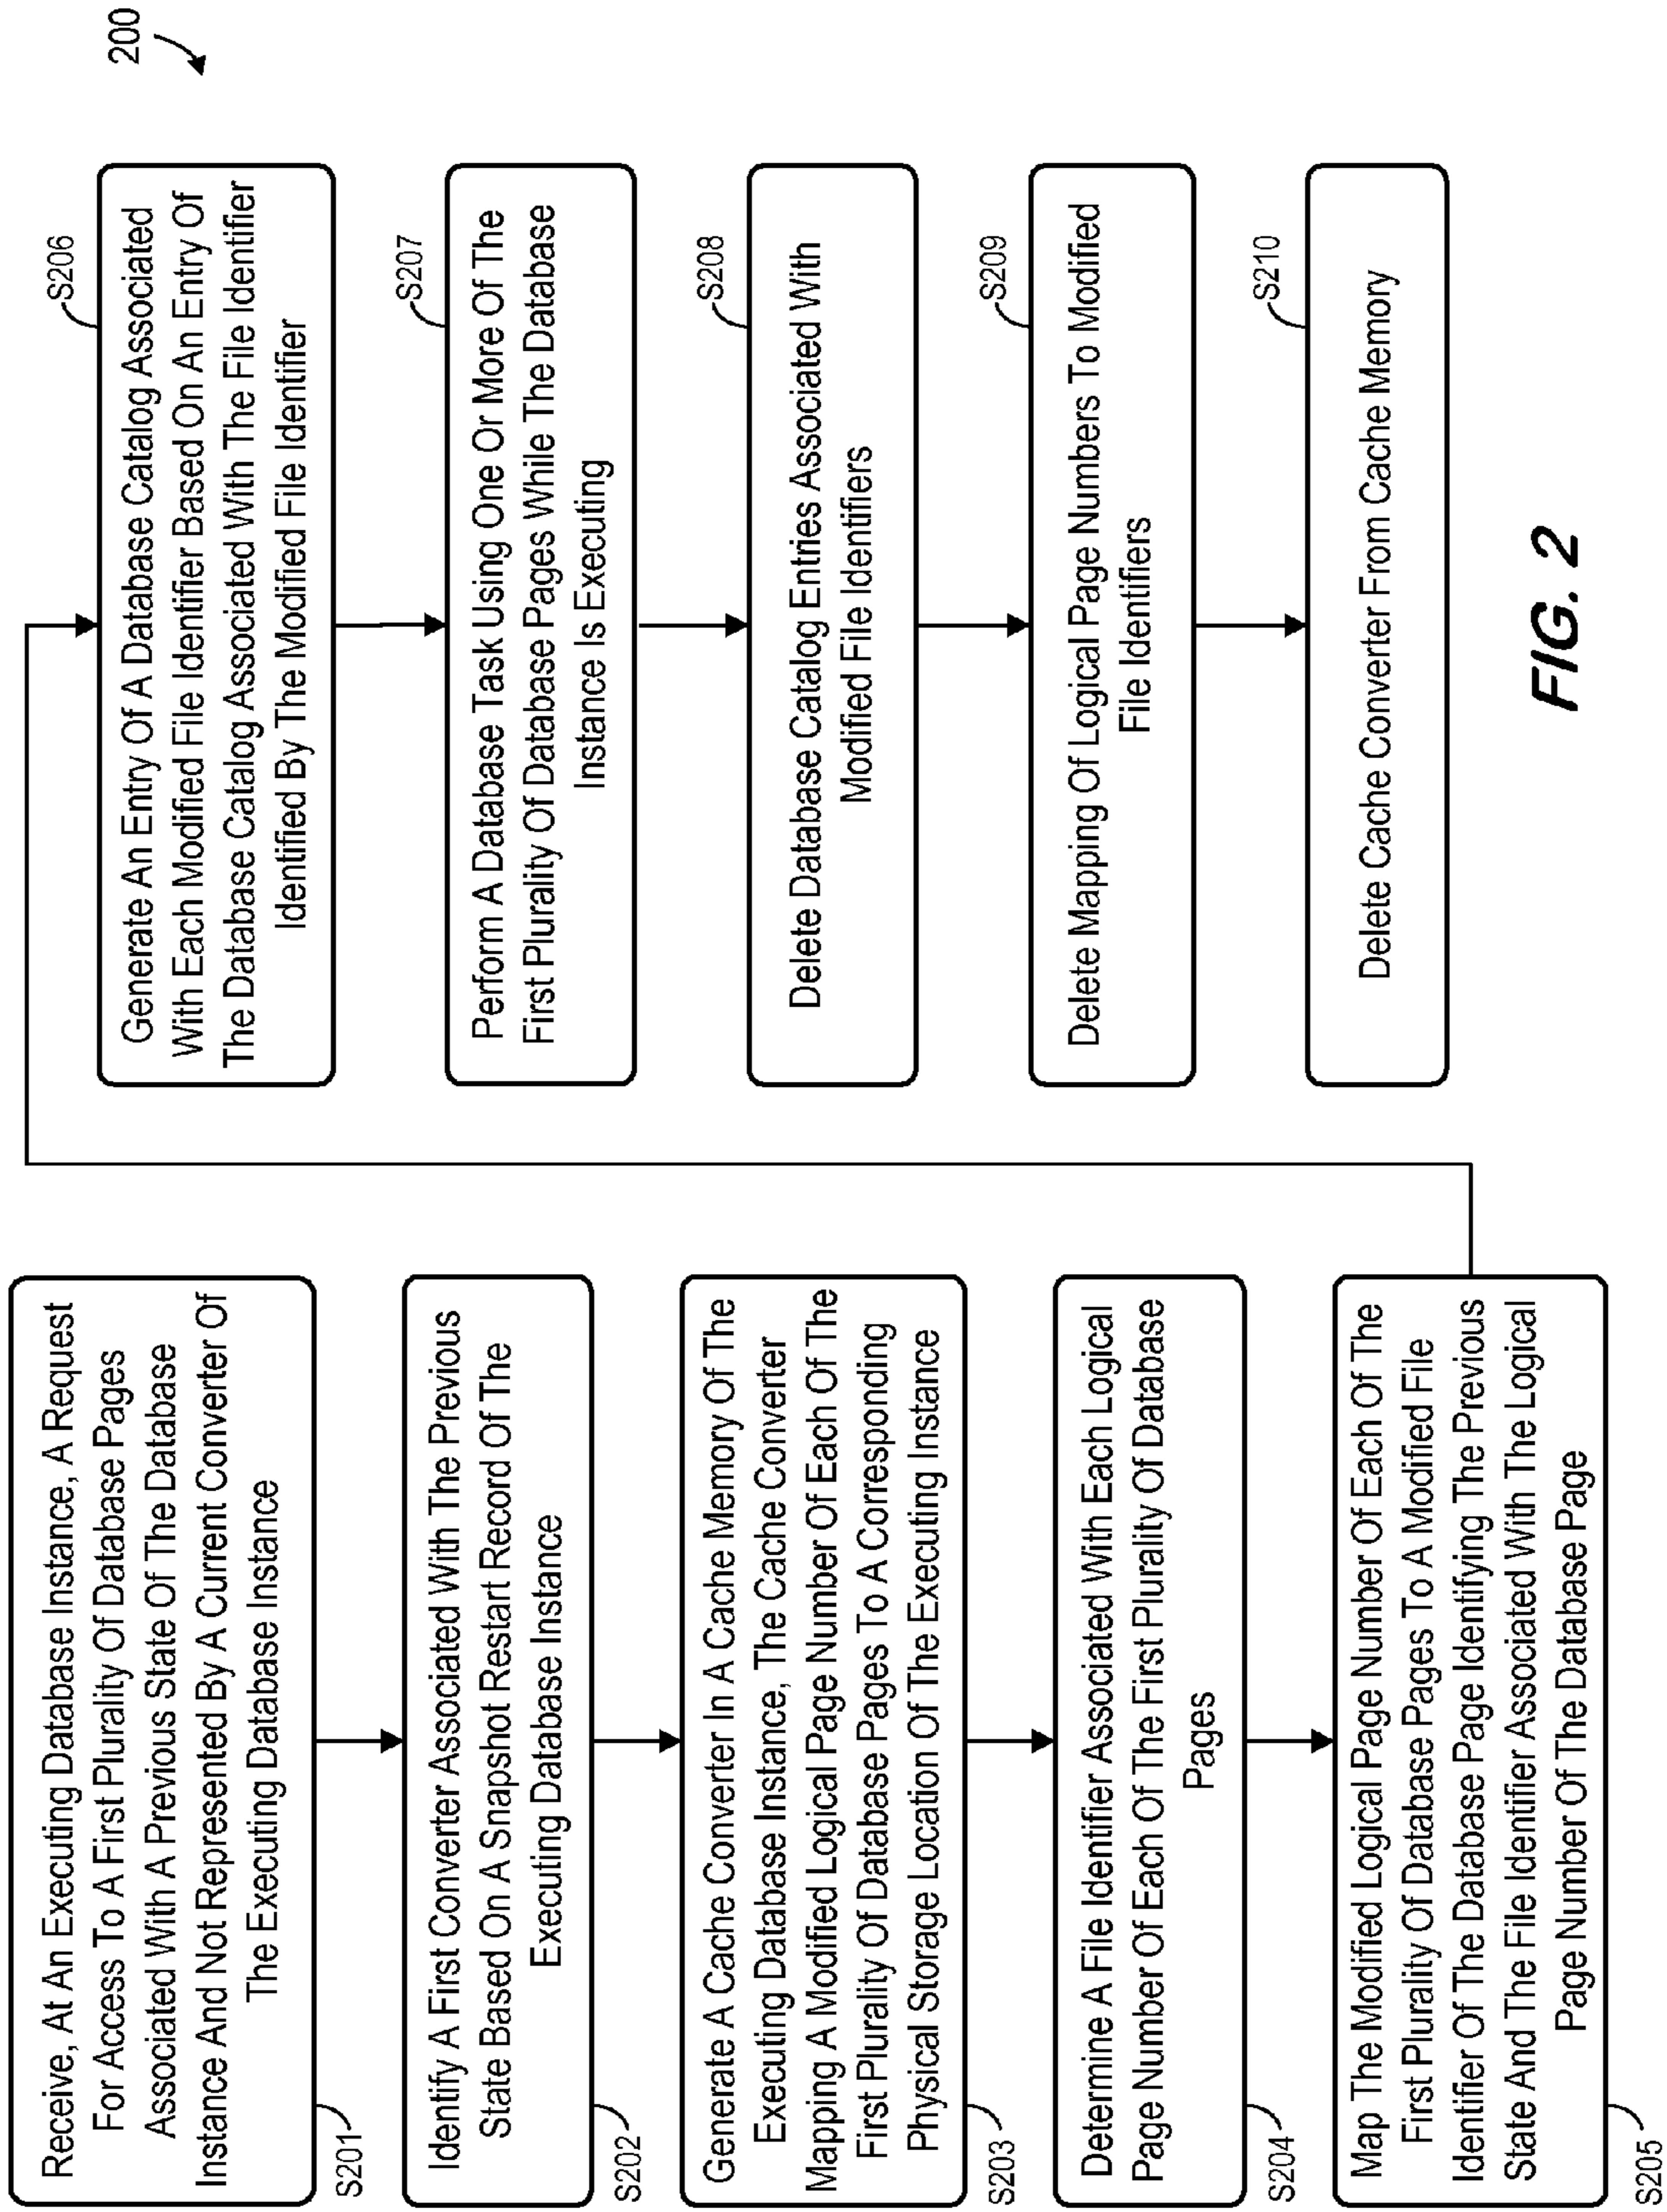 200
Receive, At An Executing Database Instance, A Request
For Access To A First Plurality Of Database Pages
Associated With A Previous State Of The Database
Instance And Not Represented By A Current Converter Of
The Executing Database Instance
S201
Identify A First Converter Associated With The Previous
State Based On A Snapshot Restart Record Of The
Executing Database Instance
S202
Generate A Cache Converter In A Cache Memory Of The
Executing Database Instance, The Cache Converter
Mapping A Modified Logical Page Number Of Each Of The
First Plurality Of Database Pages To A Corresponding
Physical Storage Location Of The Executing Instance
S203
Determine A File Identifier Associated With Each Logical
Page Number Of Each Of The First Plurality Of Database
Pages
S204
Map The Modified Logical Page Number Of Each Of The
First Plurality Of Database Pages To A Modified File
Identifier Of The Database Page Identifying The Previous
State And The File Identifier Associated With The Logical
Page Number Of The Database Page
S205
S206
Generate An Entry Of A Database Catalog Associated
With Each Modified File Identifier Based On An Entry Of
The Database Catalog Associated With The File Identifier
Identified By The Modified File Identifier
S207
Perform A Database Task Using One Or More Of The
First Plurality Of Database Pages While The Database
Instance Is Executing
S208
Delete Database Catalog Entries Associated With
Modified File Identifiers
S209
Delete Mapping Of Logical Page Numbers To Modified
File Identifiers
S210
Delete Cache Converter From Cache Memory
FIG. 2